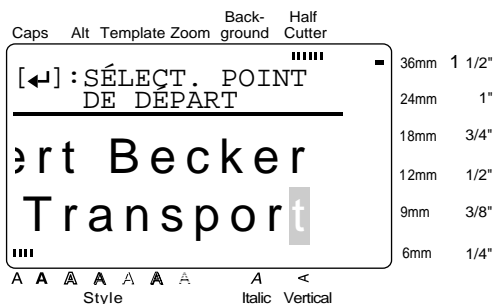 Back- Half
Caps Alt Template Zoom ground Cutter
[↵]:SÉLECT. POINT
DE DÉPART
ert Becker
Transport
36mm 1 1/2"
24mm 1"
18mm 3/4"
12mm 1/2"
9mm 3/8"
6mm 1/4"
A A A A A A A A A
Style Italic Vertical